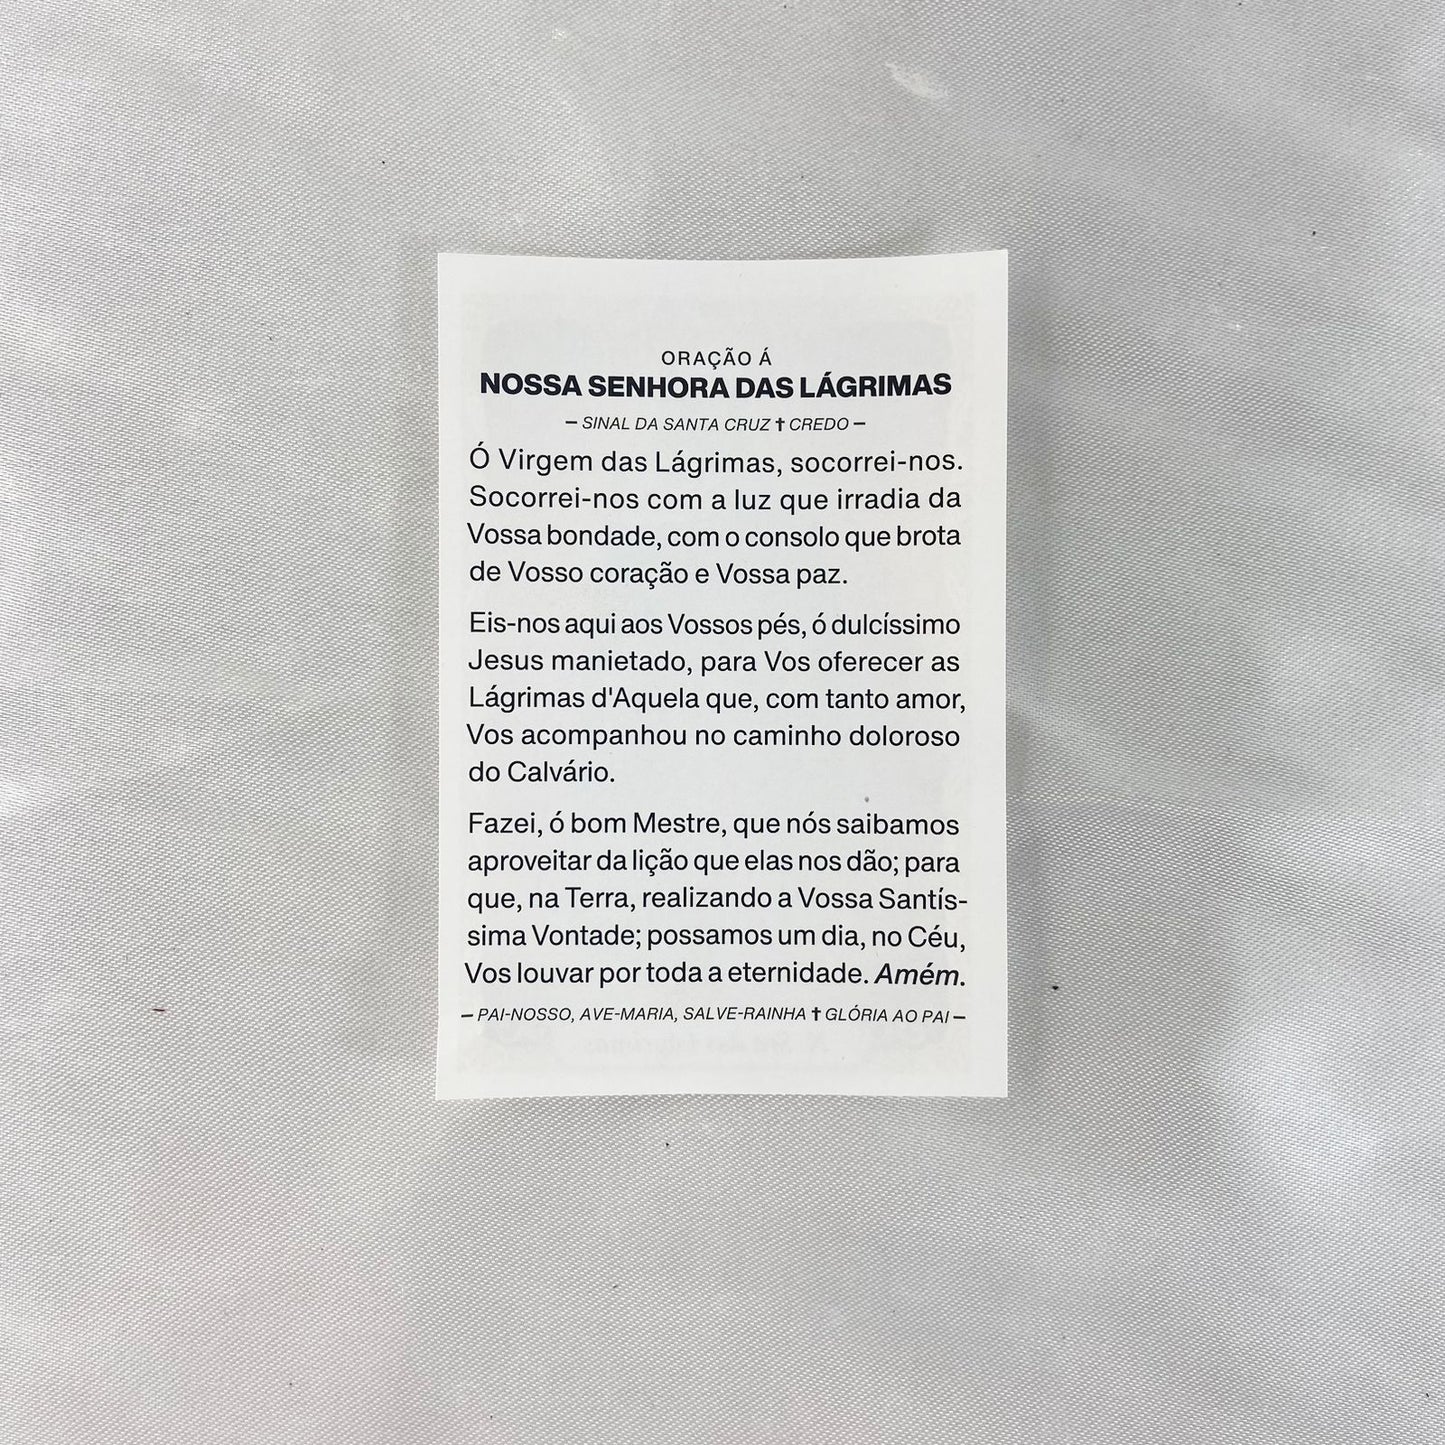 ORAÇÃO Á
NOSSA SENHORA DAS LÁGRIMAS
– SINAL DA SANTA CRUZ ✝ CREDO –
Ó Virgem das Lágrimas, socorrei-nos.
Socorrei-nos com a luz que irradia da
Vossa bondade, com o consolo que brota
de Vosso coração e Vossa paz.
Eis-nos aqui aos Vossos pés, ó dulcíssimo
Jesus manietado, para Vos oferecer as
Lágrimas d'Aquela que, com tanto amor,
Vos acompanhou no caminho doloroso
do Calvário.
Fazei, ó bom Mestre, que nós saibamos
aproveitar da lição que elas nos dão; para
que, na Terra, realizando a Vossa Santís-
sima Vontade; possamos um dia, no Céu,
Vos louvar por toda a eternidade. Amém.
– PAI-NOSSO, AVE-MARIA, SALVE-RAINHA ✝ GLÓRIA AO PAI –